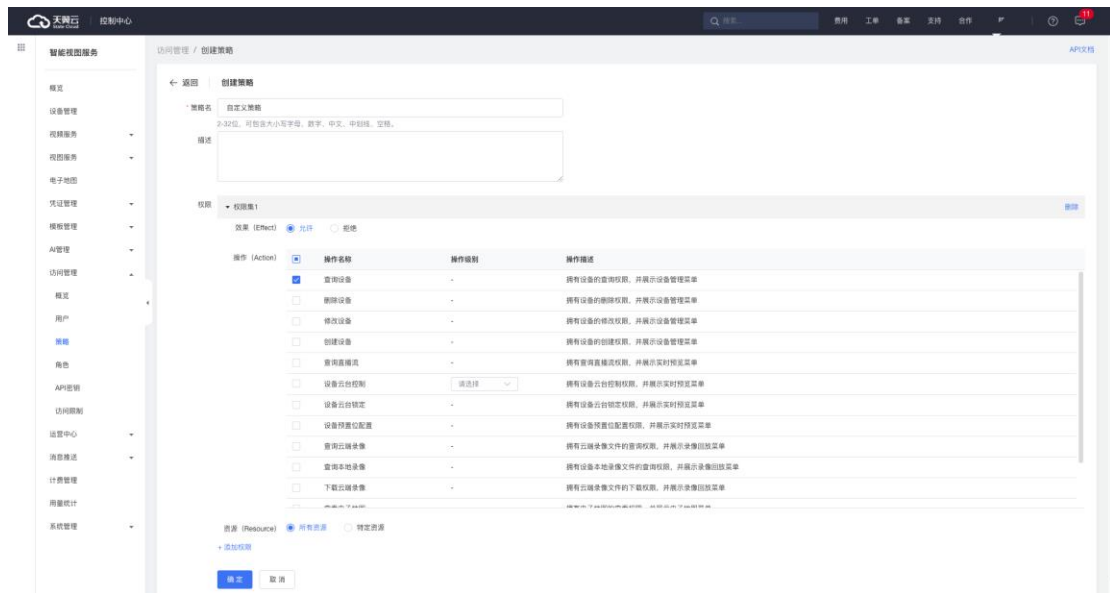 天翼云 控制中心 搜索... 费用 工单 备案 支持 合作 11
智能视图服务
访问管理 / 创建策略 API文档
概览
设备管理
视频服务
视图服务
电子地图
凭证管理
模板管理
AI管理
访问管理
概览
用户
策略
角色
API密钥
访问限制
运营中心
消息推送
计费管理
用量统计
系统管理
← 返回 创建策略
* 策略名 自定义策略
2-32位，可包含大小写字母、数字、中文、中划线、空格。
描述
权限 权限集1 删除
效果 (Effect) 允许 拒绝
操作 (Action) 操作名称 操作级别 操作描述
查询设备 - 拥有设备的查询权限，并展示设备管理菜单
删除设备 - 拥有设备的删除权限，并展示设备管理菜单
修改设备 - 拥有设备的修改权限，并展示设备管理菜单
创建设备 - 拥有设备的创建权限，并展示设备管理菜单
查询直播流 - 拥有查询直播流权限，并展示实时预览菜单
设备云台控制 请选择 拥有设备云台控制权限，并展示实时预览菜单
设备云台锁定 - 拥有设备云台锁定权限，并展示实时预览菜单
设备预置位配置 - 拥有设备预置位配置权限，并展示实时预览菜单
查询云端录像 - 拥有云端录像文件的查询权限，并展示录像回放菜单
查询本地录像 - 拥有设备本地录像文件的查询权限，并展示录像回放菜单
下载云端录像 - 拥有云端录像文件的下载权限，并展示录像回放菜单
资源 (Resource) 所有资源 特定资源
+ 添加权限
确定 取消